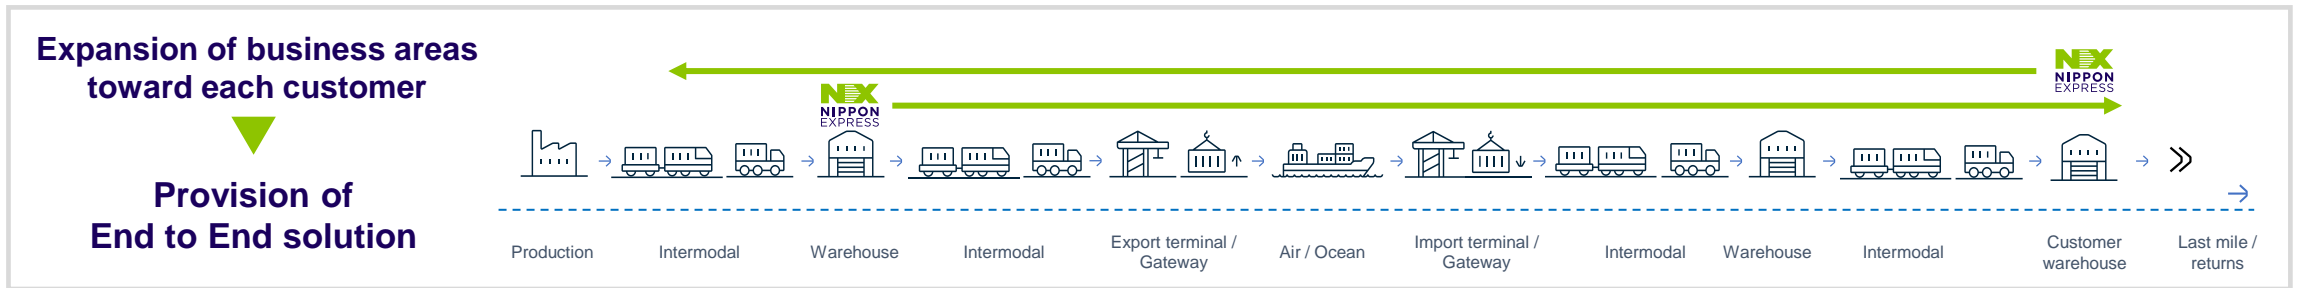 Expansion of business areas
toward each customer
Provision of
End to End solution
NX
NIPPON
EXPRESS
NX
NIPPON
EXPRESS
Production
Intermodal
Warehouse
Intermodal
Export terminal /
Gateway
Air / Ocean
Import terminal /
Gateway
Intermodal
Warehouse
Intermodal
Customer
warehouse
Last mile /
returns